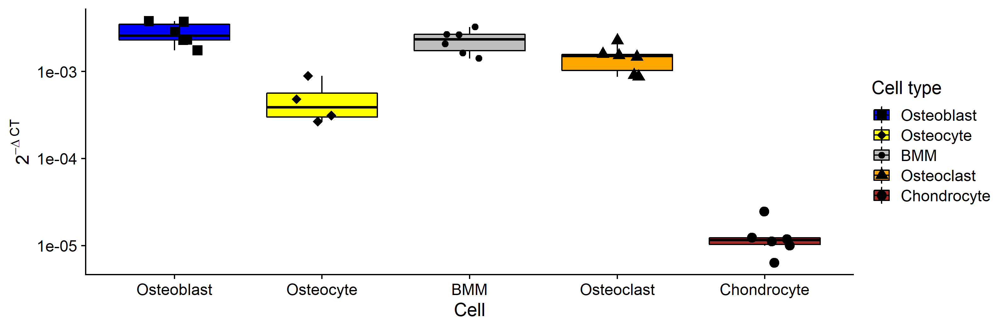 2−Δ CT
1e-03
1e-04
1e-05
Osteoblast
Osteocyte
BMM
Osteoclast
Chondrocyte
Cell
Cell type
Osteoblast
Osteocyte
BMM
Osteoclast
Chondrocyte